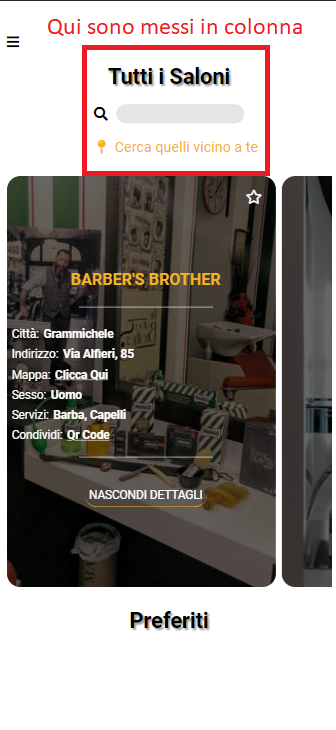 Qui sono messi in colonna
Tutti i Saloni
Cerca quelli vicino a te
BARBER'S BROTHER
Città: Grammichele
Indirizzo: Via Alfieri, 85
Mappa: Clicca Qui
Sesso: Uomo
Servizi: Barba, Capelli
Condividi: Qr Code
NASCONDI DETTAGLI
Preferiti